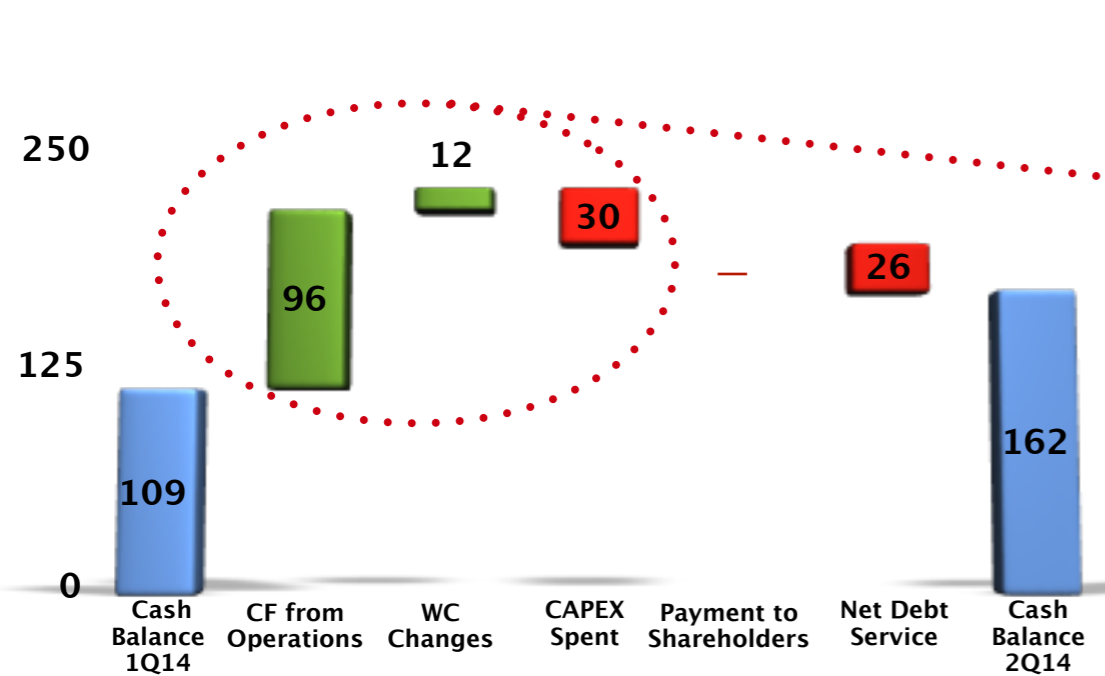 250
12
30
26
96
125
162
109
0
Cash
Balance
1Q14
CF from
Operations
WC
Changes
CAPEX
Spent
Payment to
Shareholders
Net Debt
Service
Cash
Balance
2Q14